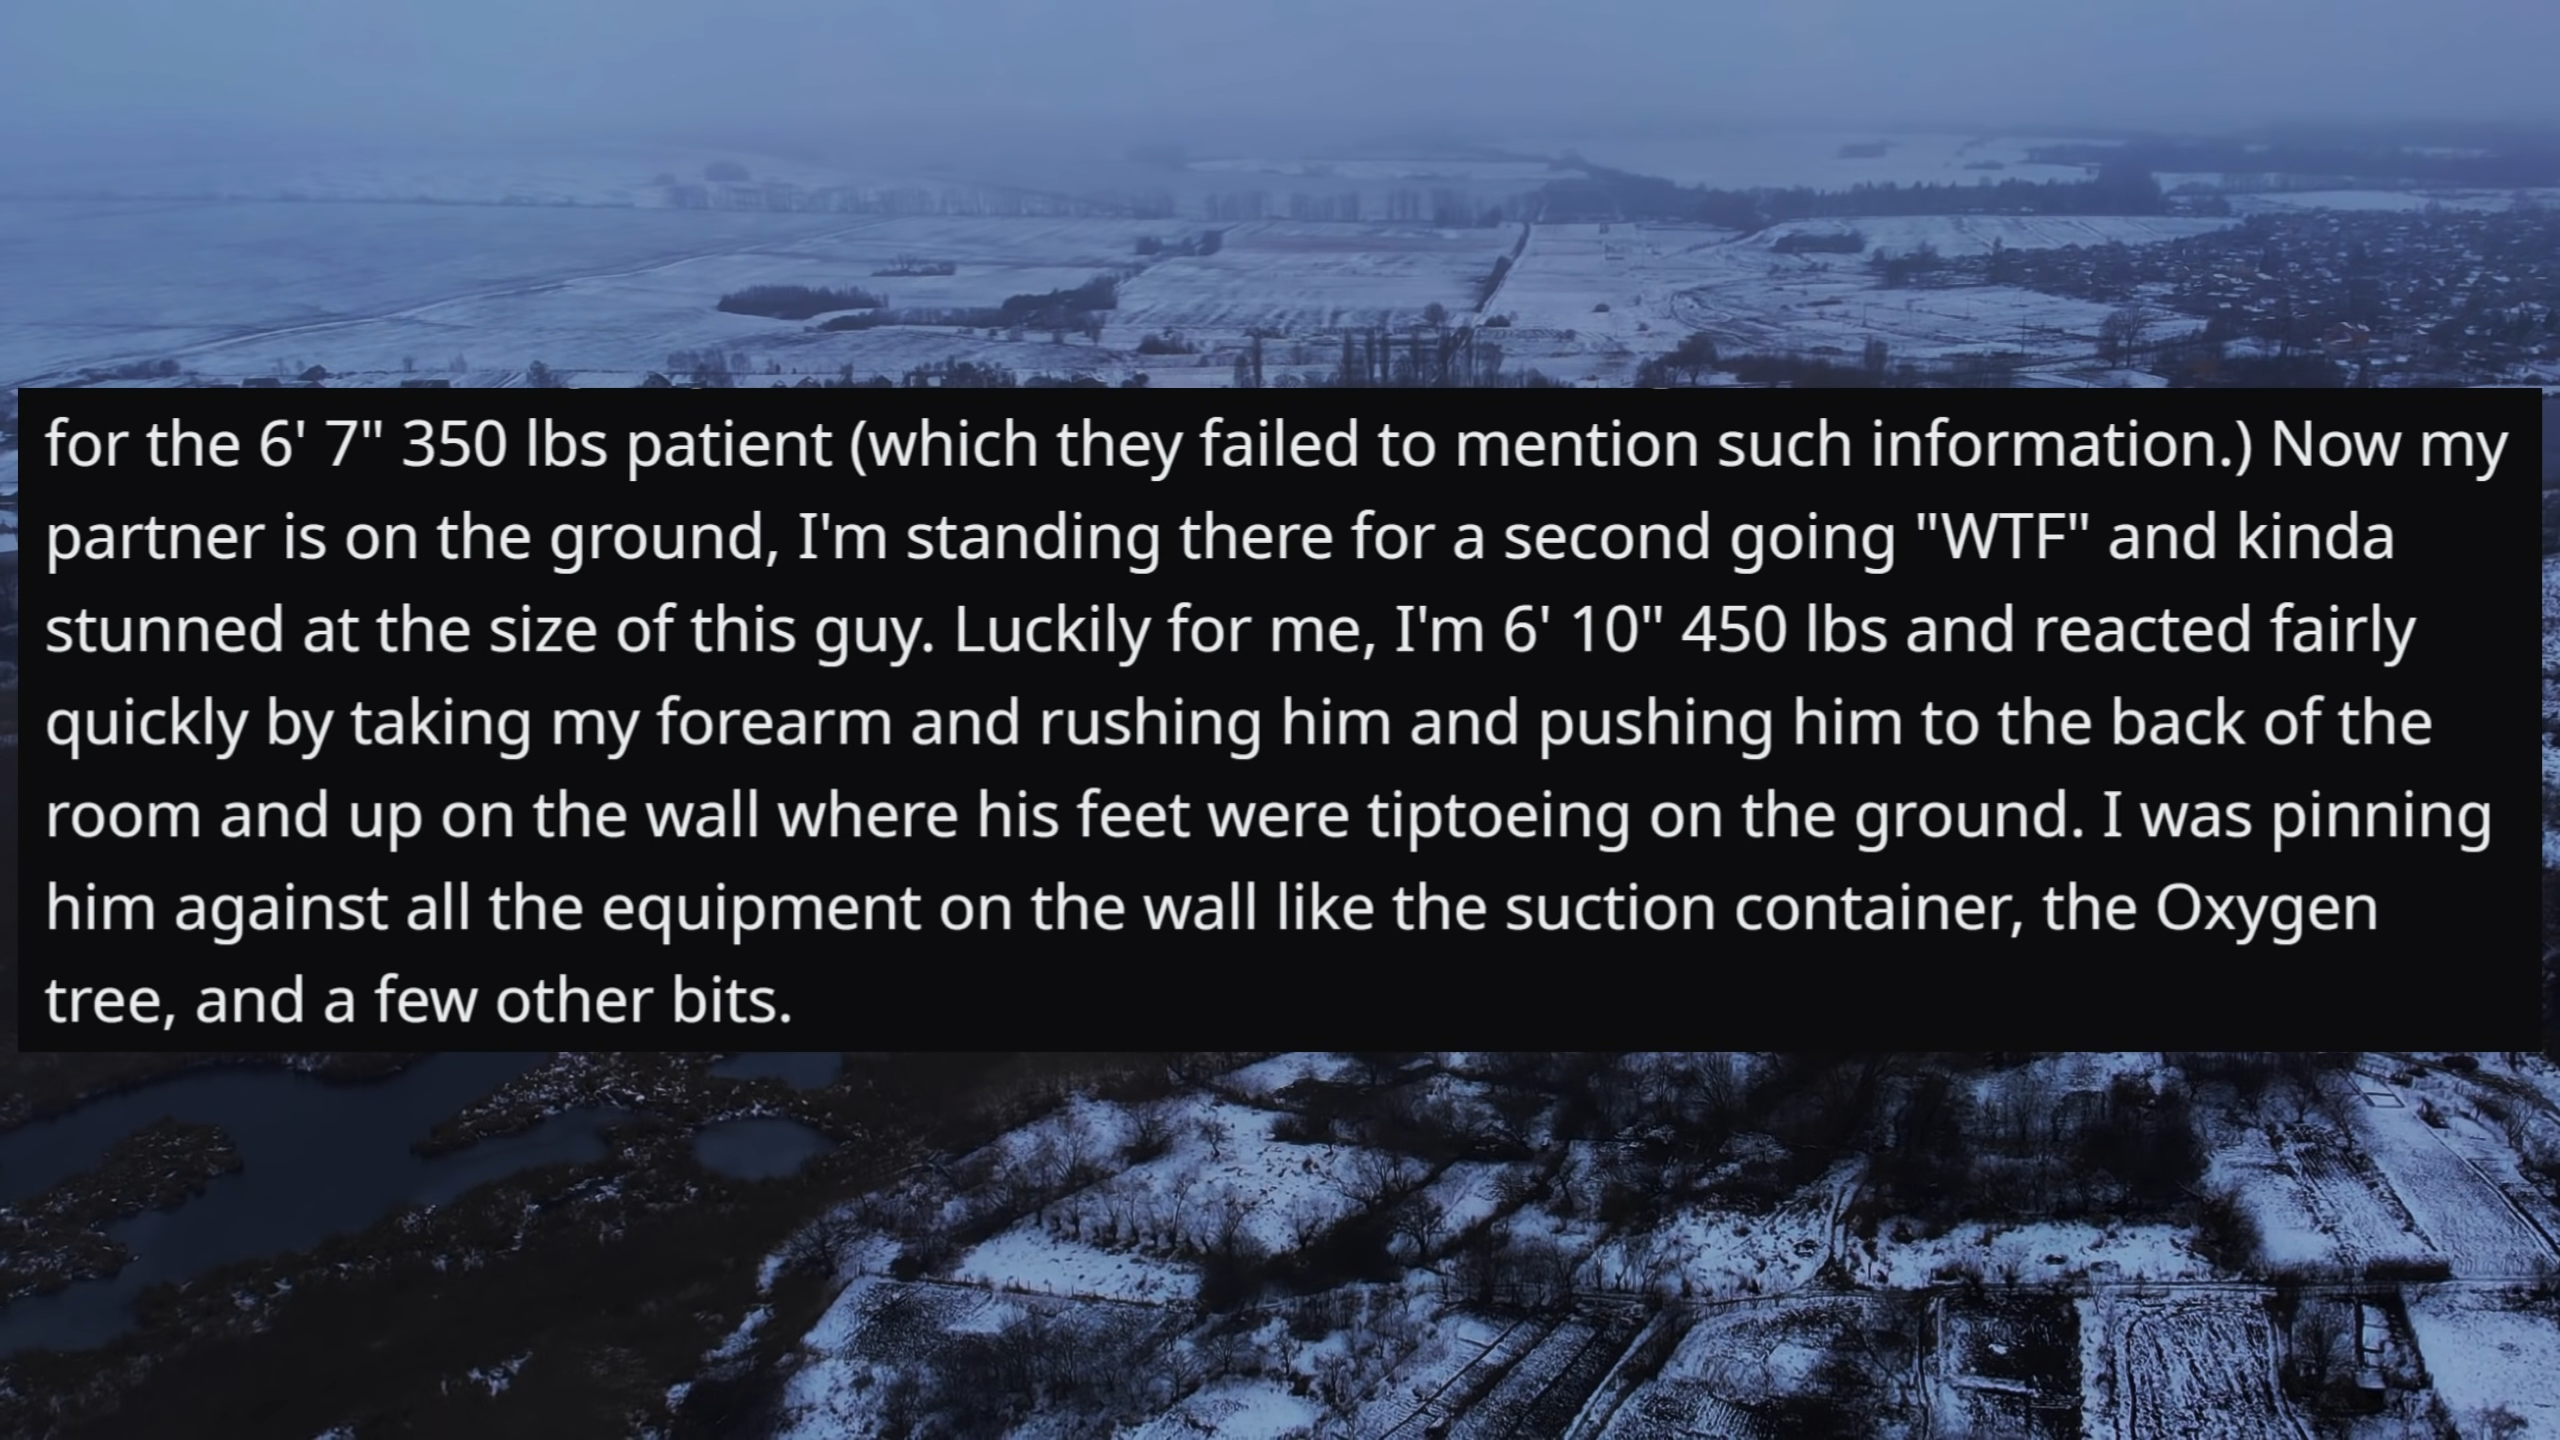 for the 6' 7" 350 lbs patient (which they failed to mention such information.) Now my
partner is on the ground, I'm standing there for a second going "WTF" and kinda
stunned at the size of this guy. Luckily for me, I'm 6' 10" 450 lbs and reacted fairly
quickly by taking my forearm and rushing him and pushing him to the back of the
room and up on the wall where his feet were tiptoeing on the ground. I was pinning
him against all the equipment on the wall like the suction container, the Oxygen
tree, and a few other bits.